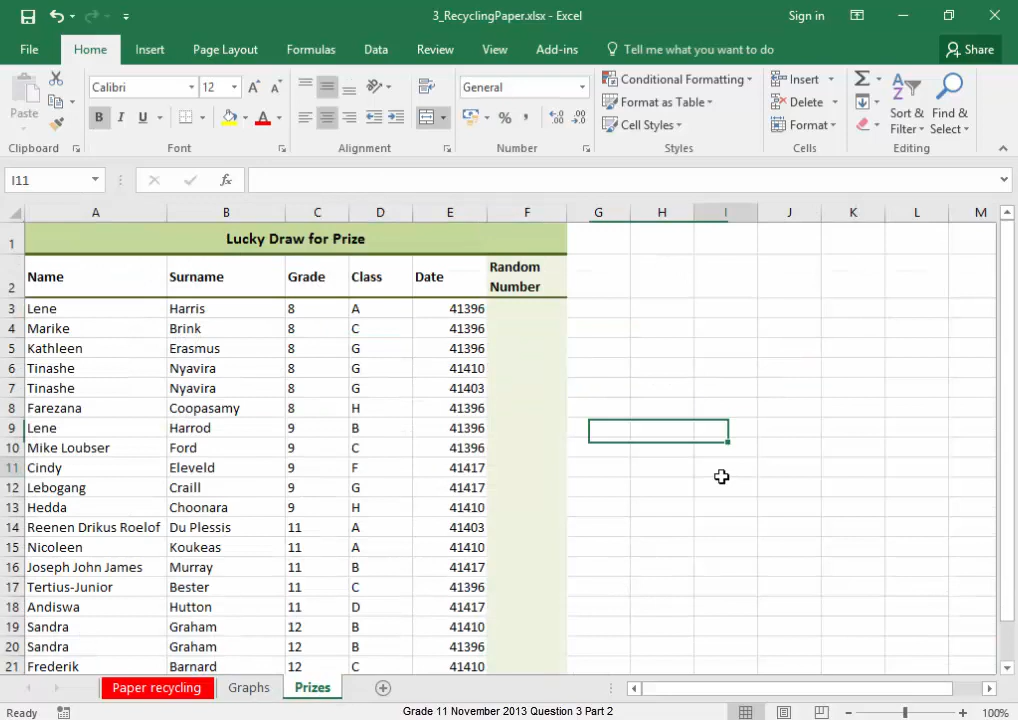 3_RecyclingPaper.xlsx - Excel
Sign in
File Home Insert Page Layout Formulas Data Review View Add-ins Tell me what you want to do Share
Paste
Calibri 12
B I U
General
% ,
Conditional Formatting
Format as Table
Cell Styles
Insert
Delete
Format
Sort & Filter
Find & Select
Clipboard Font Alignment Number Styles Cells Editing
I11 fx
A B C D E F G H I J K L M
1 Lucky Draw for Prize
2 Name Surname Grade Class Date Random Number
3 Lene Harris 8 A 41396
4 Marike Brink 8 C 41396
5 Kathleen Erasmus 8 G 41396
6 Tinashe Nyavira 8 G 41410
7 Tinashe Nyavira 8 G 41403
8 Farezana Coopasamy 8 H 41396
9 Lene Harrod 9 B 41396
10 Mike Loubser Ford 9 C 41396
11 Cindy Eleveld 9 F 41417
12 Lebogang Craill 9 G 41417
13 Hedda Choonara 9 H 41410
14 Reenen Drikus Roelof Du Plessis 11 A 41403
15 Nicoleen Koukeas 11 A 41410
16 Joseph John James Murray 11 B 41417
17 Tertius-Junior Bester 11 C 41396
18 Andiswa Hutton 11 D 41417
19 Sandra Graham 12 B 41410
20 Sandra Graham 12 B 41396
21 Frederik Barnard 12 C 41410
Paper recycling Graphs Prizes
Ready Grade 11 November 2013 Question 3 Part 2 100%